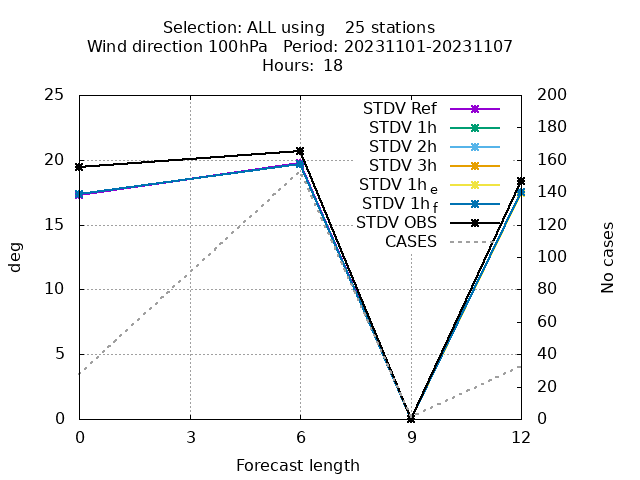 Selection: ALL using    25 stations
Wind direction 100hPa   Period: 20231101-20231107
Hours: 18
25
20
15
10
5
0
deg
200
180
160
140
120
100
80
60
40
20
0
No cases
STDV Ref
STDV 1h
STDV 2h
STDV 3h
STDV 1h e
STDV 1h f
STDV OBS
CASES
0
3
6
9
12
Forecast length